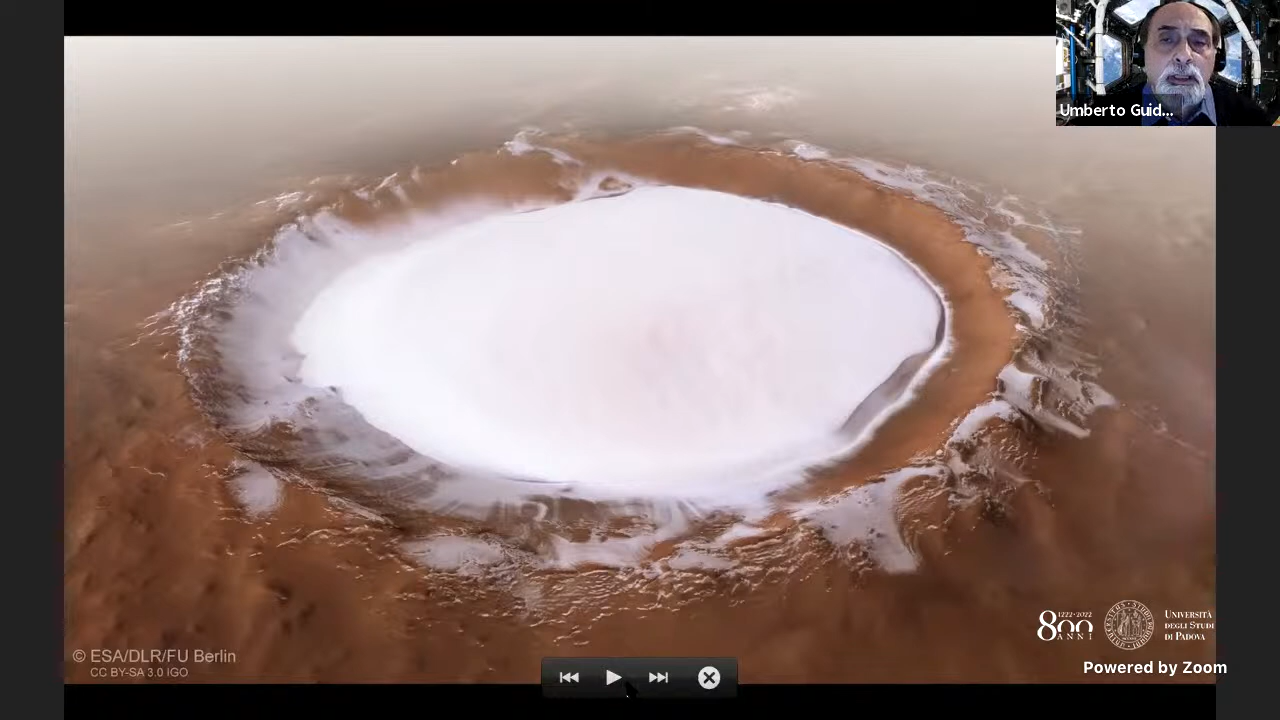 Umberto Guid...
1222·2022
800
ANNI
UNIVERSITÀ
DEGLI STUDI
DI PADOVA
Powered by Zoom
© ESA/DLR/FU Berlin
CC BY-SA 3.0 IGO